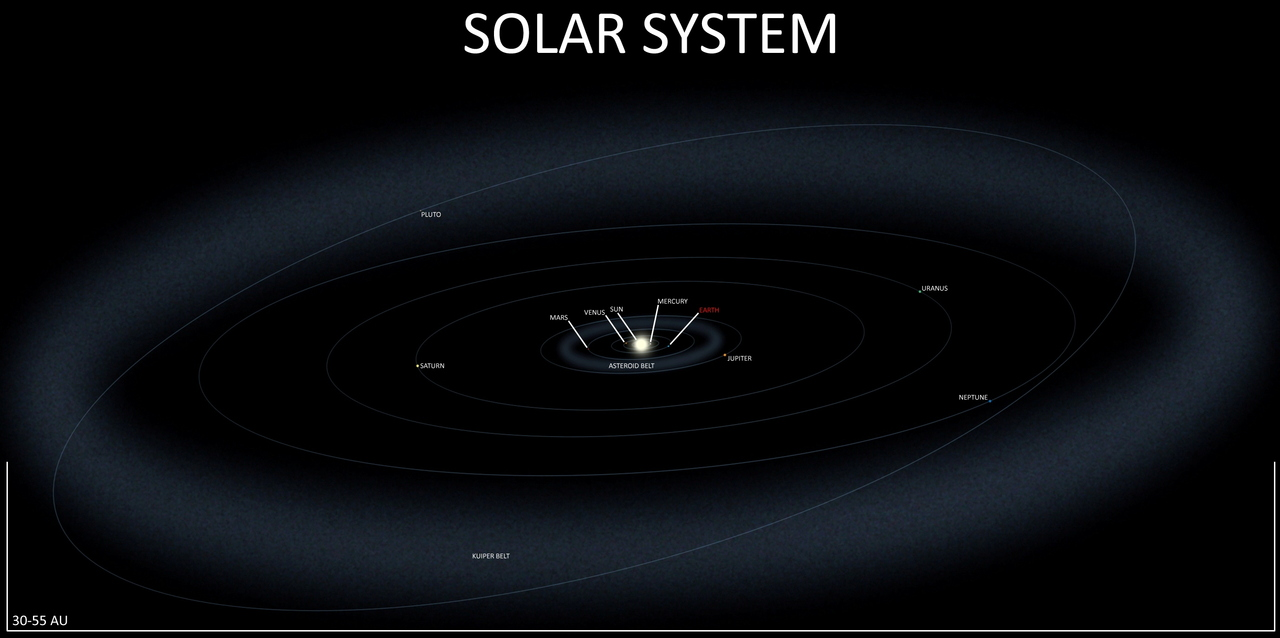 SOLAR SYSTEM
PLUTO
URANUS
MERCURY
SUN
EARTH
VENUS
MARS
JUPITER
SATURN
ASTEROID BELT
NEPTUNE
KUIPER BELT
30-55 AU